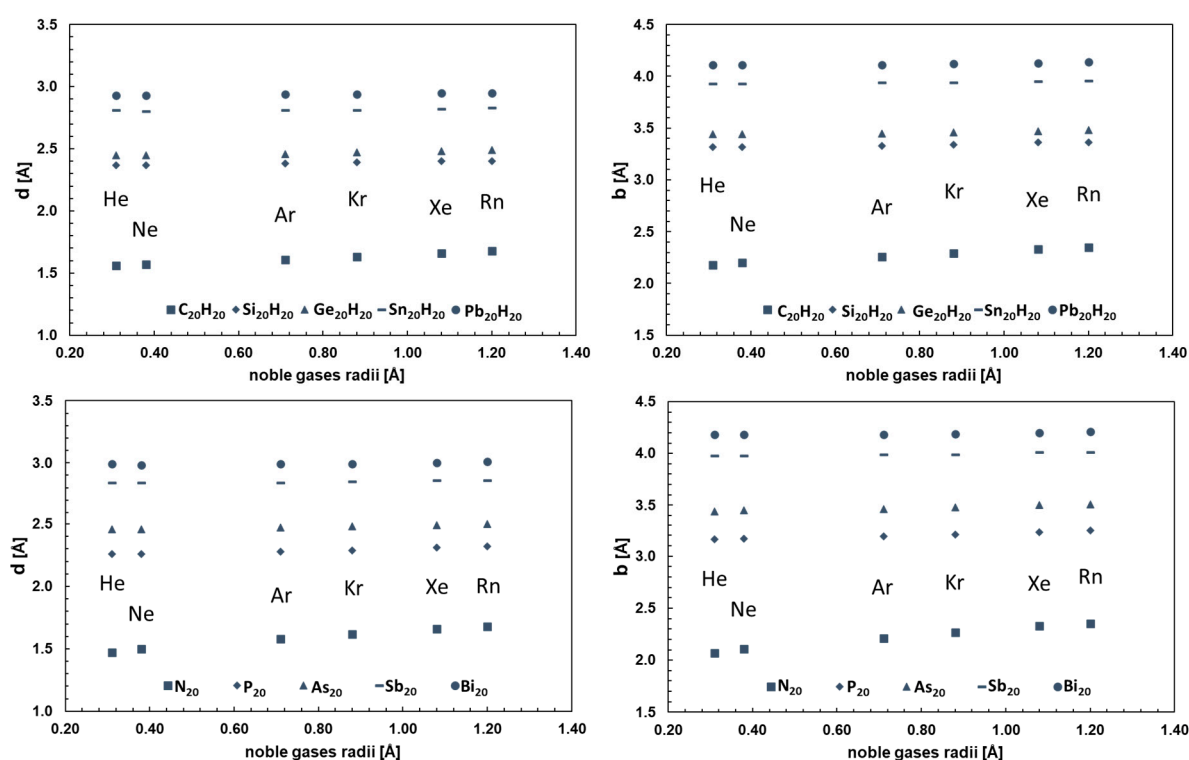 3.5
3.0
2.5
2.0
1.5
1.0
d [Å]
He
Ne
Ar
Kr
Xe
Rn
C₂₀H₂₀ Si₂₀H₂₀ Ge₂₀H₂₀ Sn₂₀H₂₀ Pb₂₀H₂₀
0.20 0.40 0.60 0.80 1.00 1.20 1.40
noble gases radii [Å]
4.5
4.0
3.5
3.0
2.5
2.0
1.5
b [Å]
He
Ne
Ar
Kr
Xe
Rn
C₂₀H₂₀ Si₂₀H₂₀ Ge₂₀H₂₀ Sn₂₀H₂₀ Pb₂₀H₂₀
0.20 0.40 0.60 0.80 1.00 1.20 1.40
noble gases radii [Å]
3.5
3.0
2.5
2.0
1.5
1.0
d [Å]
He
Ne
Ar
Kr
Xe
Rn
N₂₀ P₂₀ As₂₀ Sb₂₀ Bi₂₀
0.20 0.40 0.60 0.80 1.00 1.20 1.40
noble gases radii [Å]
4.5
4.0
3.5
3.0
2.5
2.0
1.5
b [Å]
He
Ne
Ar
Kr
Xe
Rn
N₂₀ P₂₀ As₂₀ Sb₂₀ Bi₂₀
0.20 0.40 0.60 0.80 1.00 1.20 1.40
noble gases radii [Å]